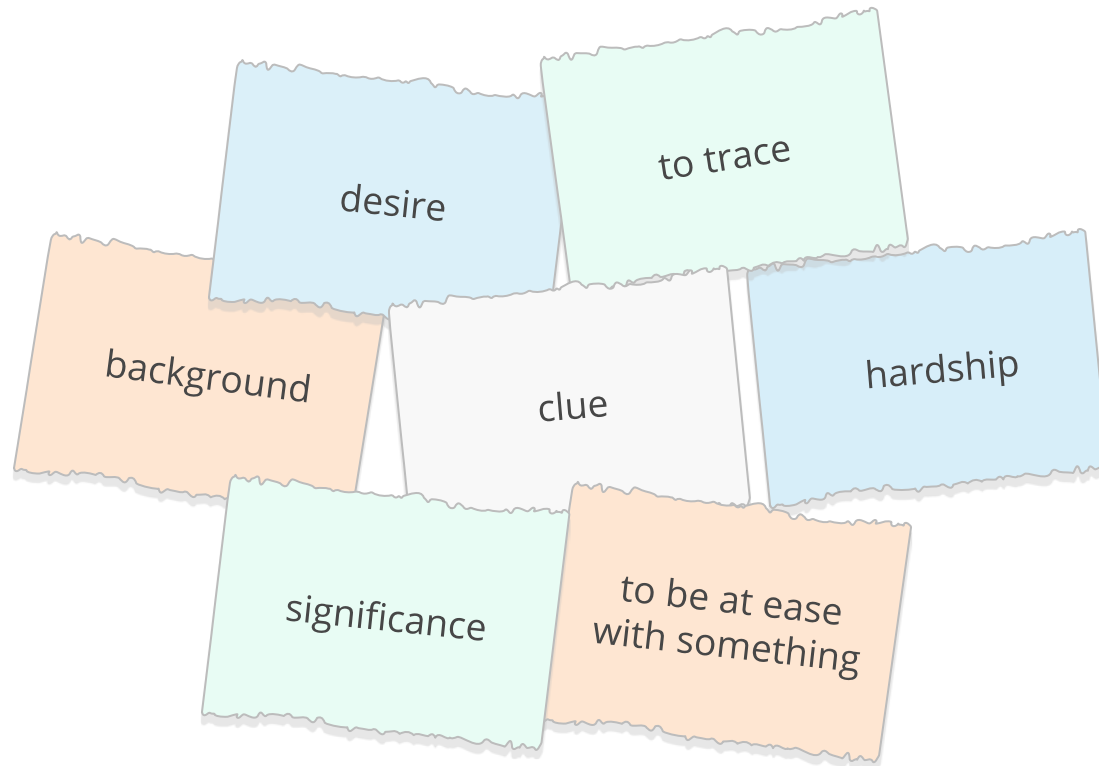 desire
to trace
background
clue
hardship
significance
to be at ease
with something